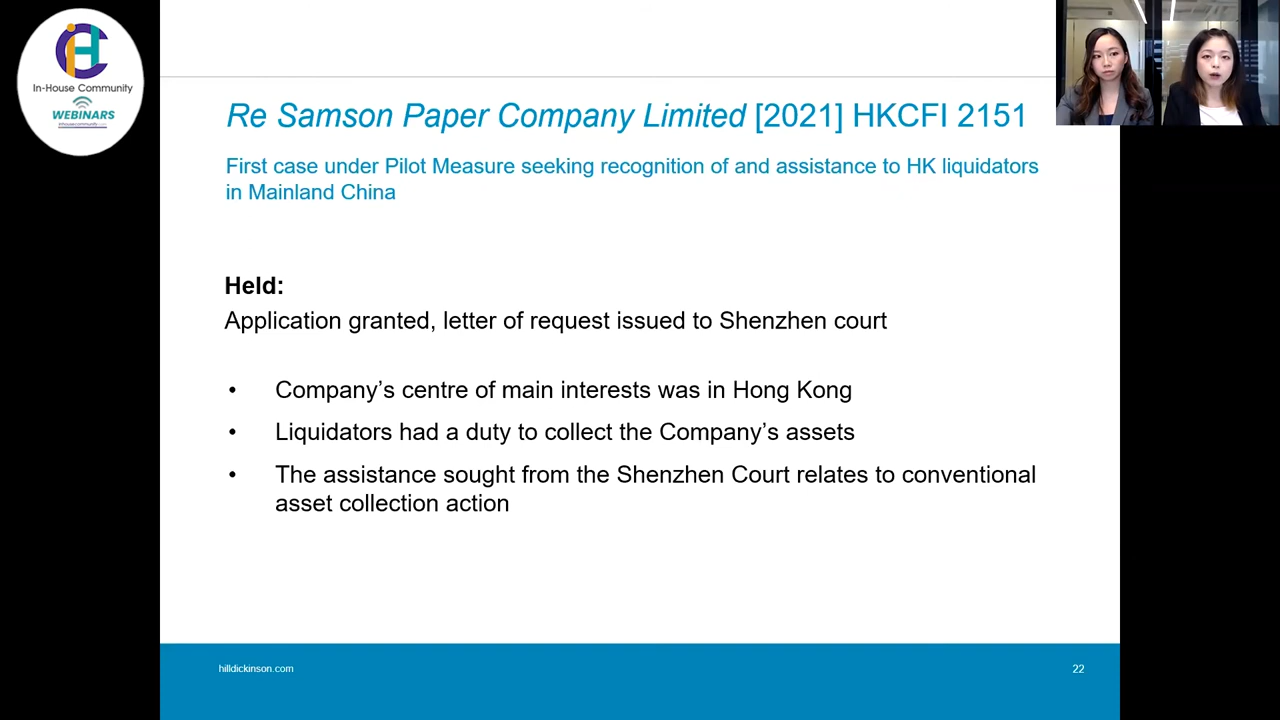 In-House Community
WEBINARS
inhousecommunity.com
Re Samson Paper Company Limited [2021] HKCFI 2151
First case under Pilot Measure seeking recognition of and assistance to HK liquidators
in Mainland China
Held:
Application granted, letter of request issued to Shenzhen court
• Company’s centre of main interests was in Hong Kong
• Liquidators had a duty to collect the Company’s assets
• The assistance sought from the Shenzhen Court relates to conventional
asset collection action
hilldickinson.com
22